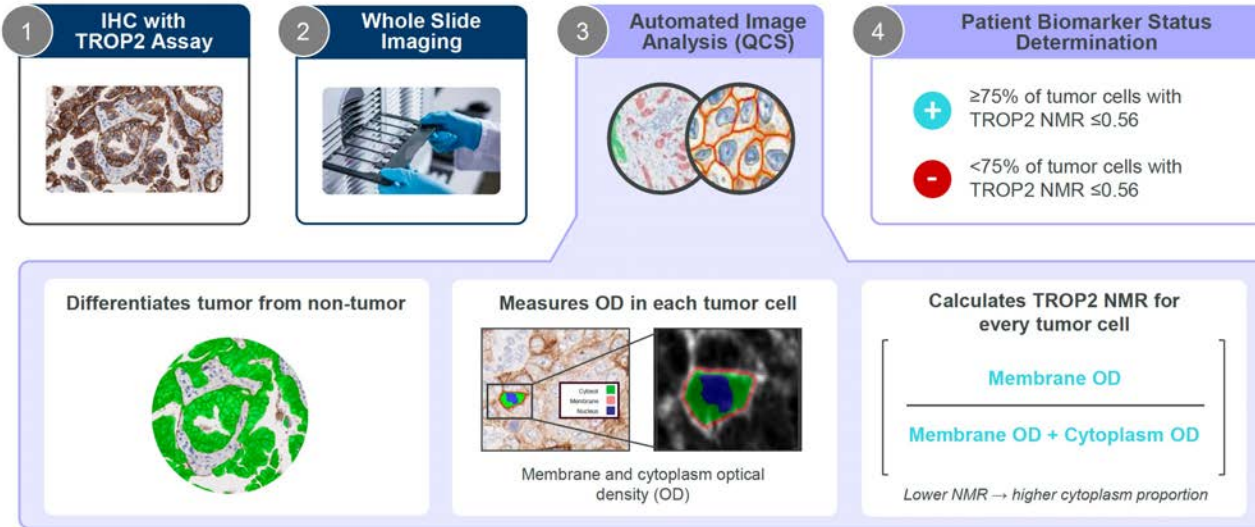 1
IHC with
TROP2 Assay
2
Whole Slide
Imaging
3
Automated Image
Analysis (QCS)
4
Patient Biomarker Status
Determination
+
≥75% of tumor cells with
TROP2 NMR ≤0.56
-
<75% of tumor cells with
TROP2 NMR ≤0.56
Differentiates tumor from non-tumor
Measures OD in each tumor cell
Cytosol
Membrane
Nucleus
Membrane and cytoplasm optical
density (OD)
Calculates TROP2 NMR for
every tumor cell
Membrane OD
Membrane OD + Cytoplasm OD
Lower NMR → higher cytoplasm proportion